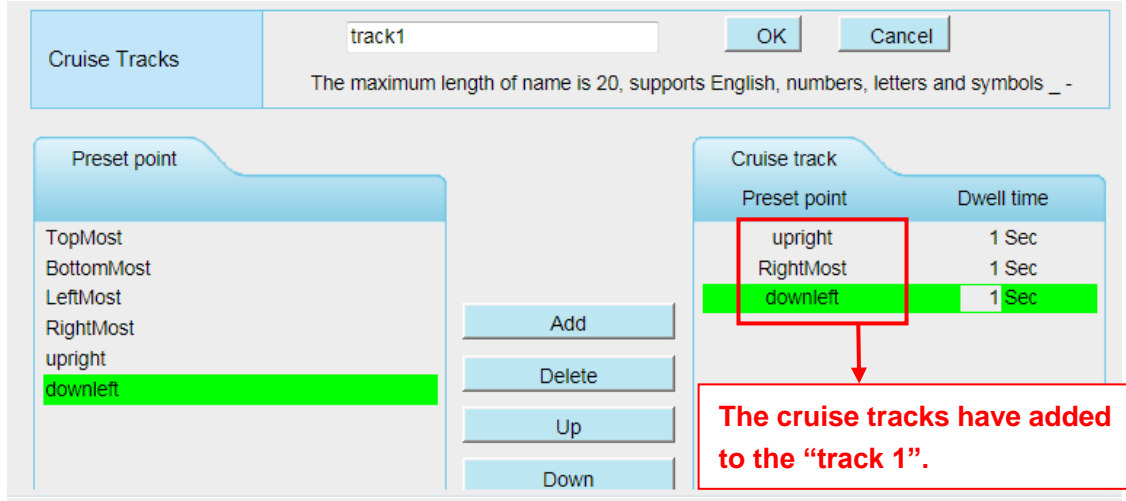 Cruise Tracks
track1
OK
Cancel
The maximum length of name is 20, supports English, numbers, letters and symbols _ -
Preset point
TopMost
BottomMost
LeftMost
RightMost
upright
downleft
Add
Delete
Up
Down
Cruise track
Preset point Dwell time
upright 1 Sec
RightMost 1 Sec
downleft 1 Sec
The cruise tracks have added
to the “track 1”.